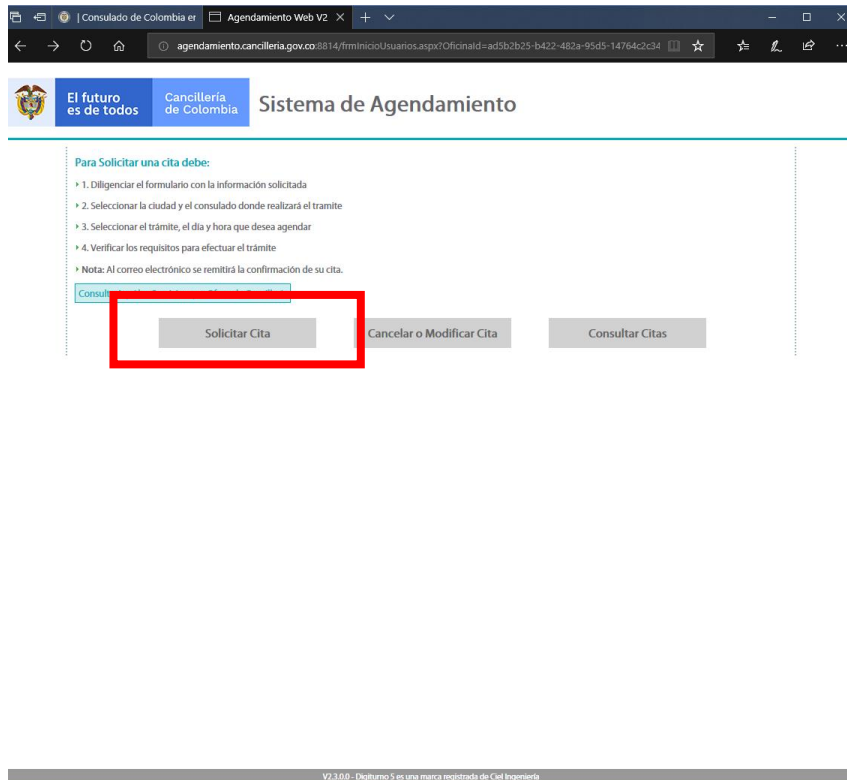 | Consulado de Colombia er
Agendamiento Web V2
agendamiento.cancilleria.gov.co:8814/frmInicioUsuarios.aspx?OficinaId=ad5b2b25-b422-482a-95d5-14764c2c34
El futuro
es de todos
Cancillería
de Colombia
Sistema de Agendamiento
Para Solicitar una cita debe:
1. Diligenciar el formulario con la información solicitada
2. Seleccionar la ciudad y el consulado donde realizará el tramite
3. Seleccionar el trámite, el día y hora que desea agendar
4. Verificar los requisitos para efectuar el trámite
Nota: Al correo electrónico se remitirá la confirmación de su cita.
Solicitar Cita
Cancelar o Modificar Cita
Consultar Citas
V2.3.0.0 - Digiturno 5 es una marca registrada de Ciel Ingeniería